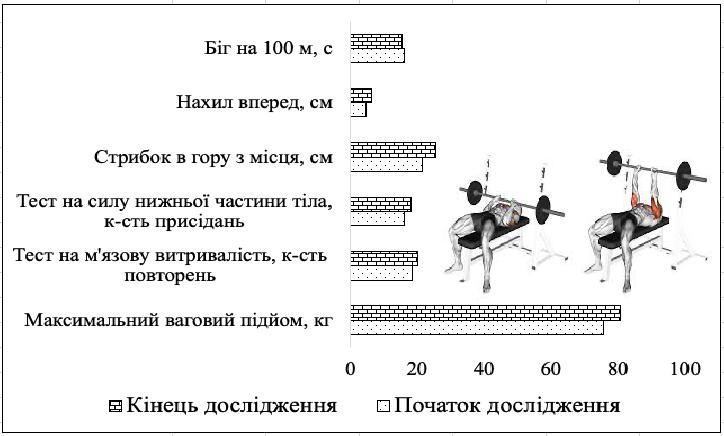 Біг на 100 м, с
Нахил вперед, см
Стрибок в гору з місця, см
Тест на силу нижньої частини тіла,
к-сть присідань
Тест на м'язову витривалість, к-сть
повторень
Максимальний ваговий підйом, кг
0 20 40 60 80 100
Кінець дослідження Початок дослідження